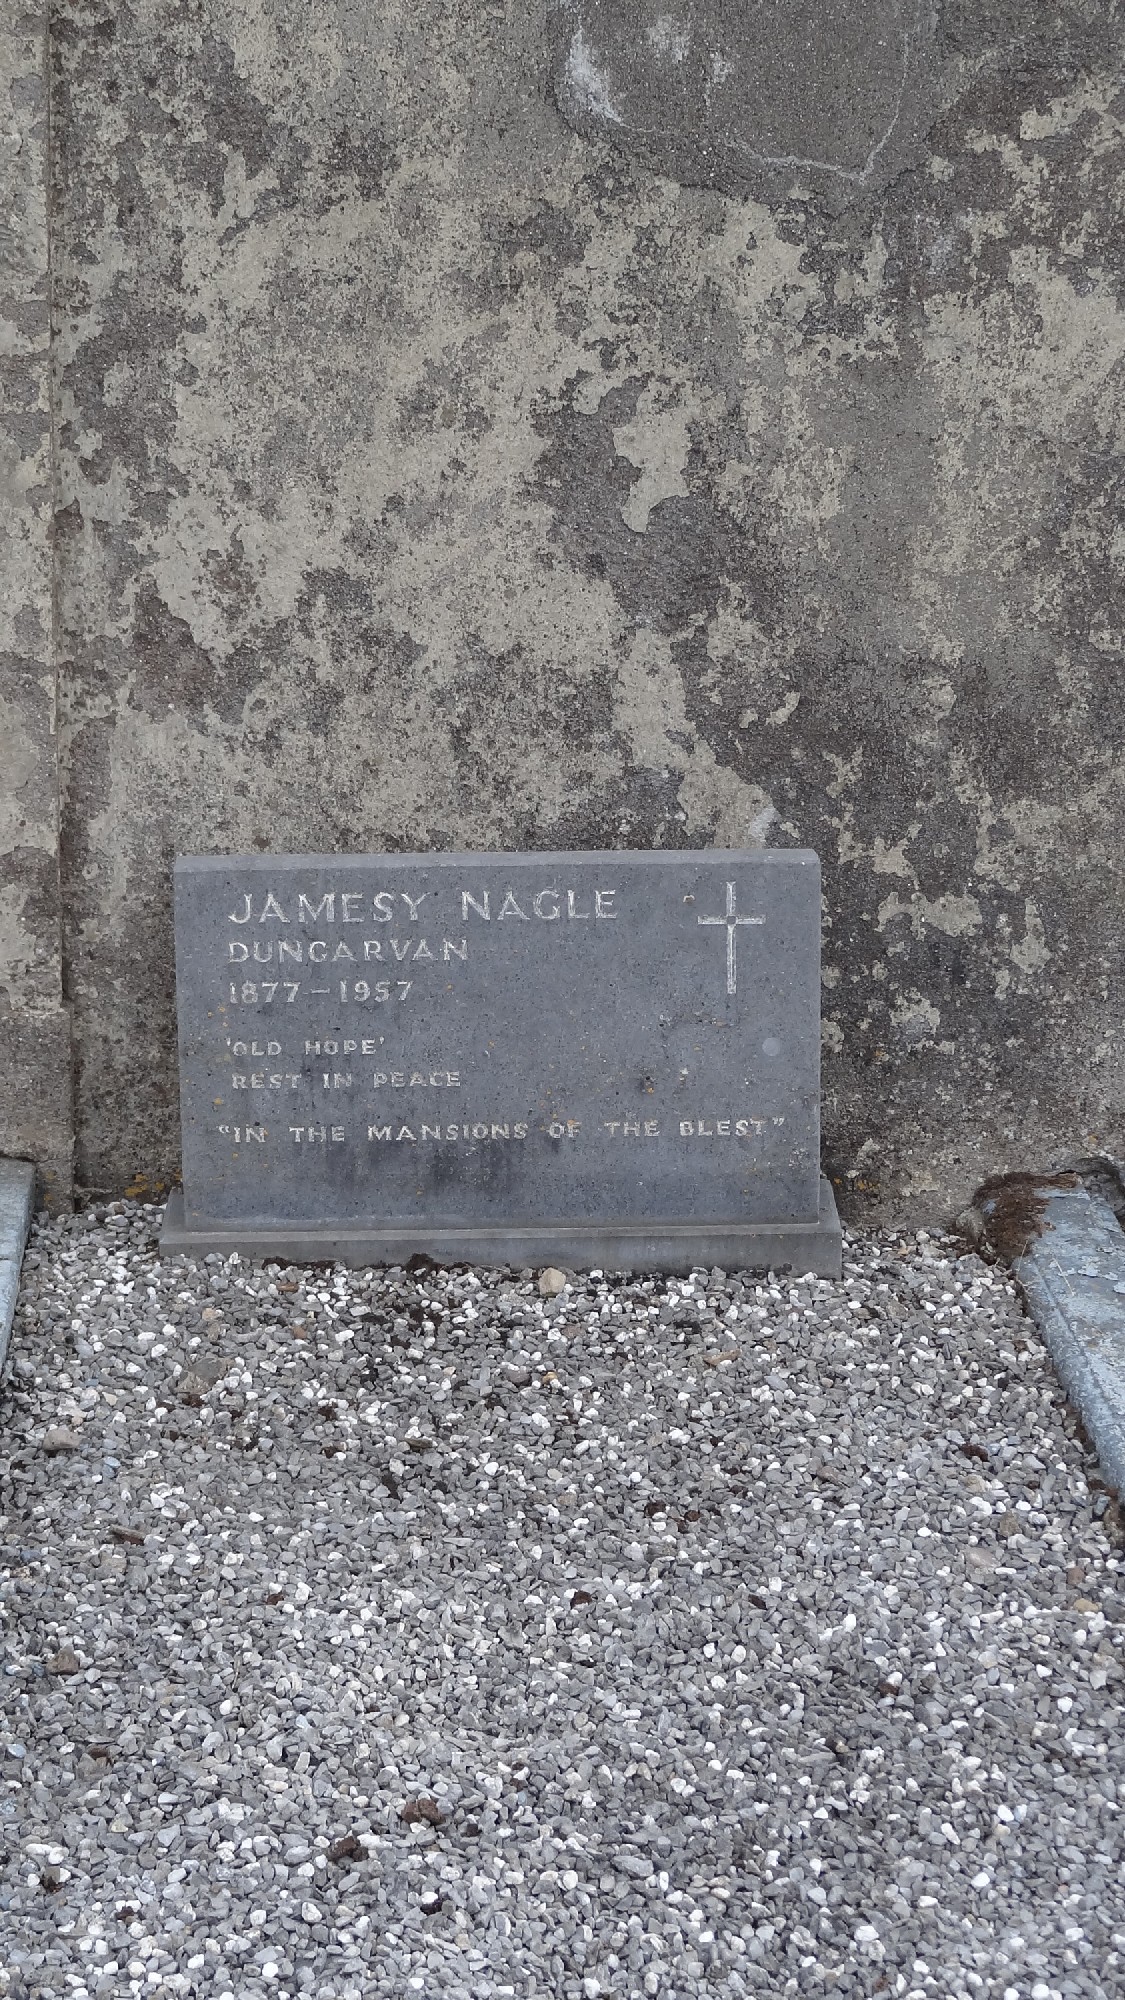 JAMESY NAGLE
DUNGARVAN
1877-1957
'OLD HOPE'
REST IN PEACE
"IN THE MANSIONS OF THE BLEST"